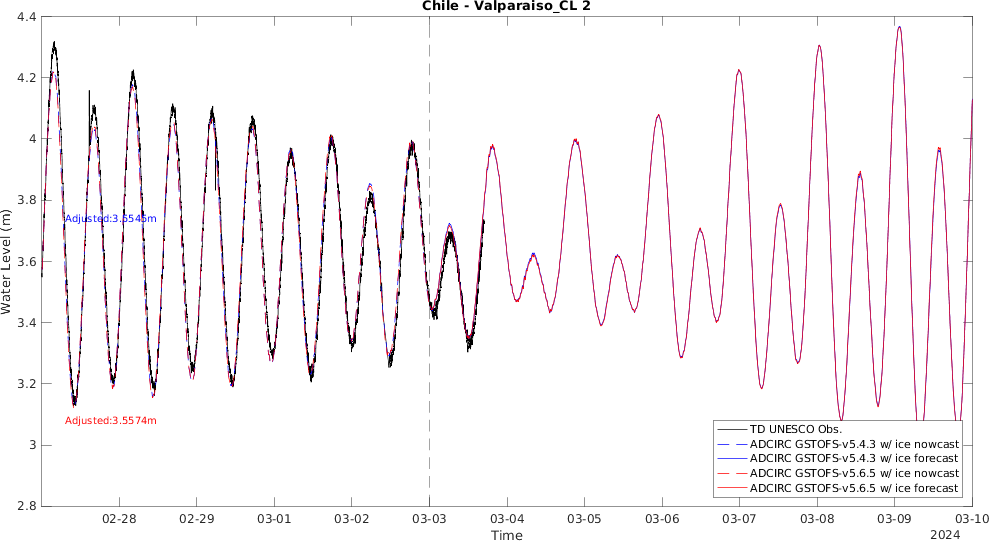 Chile - Valparaiso_CL 2
4.4
4.2
4
3.8
3.6
3.4
3.2
3
2.8
Water Level (m)
Adjusted:3.5545m
Adjusted:3.5574m
TD UNESCO Obs.
ADCIRC GSTOFS-v5.4.3 w/ ice nowcast
ADCIRC GSTOFS-v5.4.3 w/ ice forecast
ADCIRC GSTOFS-v5.6.5 w/ ice nowcast
ADCIRC GSTOFS-v5.6.5 w/ ice forecast
02-28 02-29 03-01 03-02 03-03 03-04 03-05 03-06 03-07 03-08 03-09 03-10
Time
2024